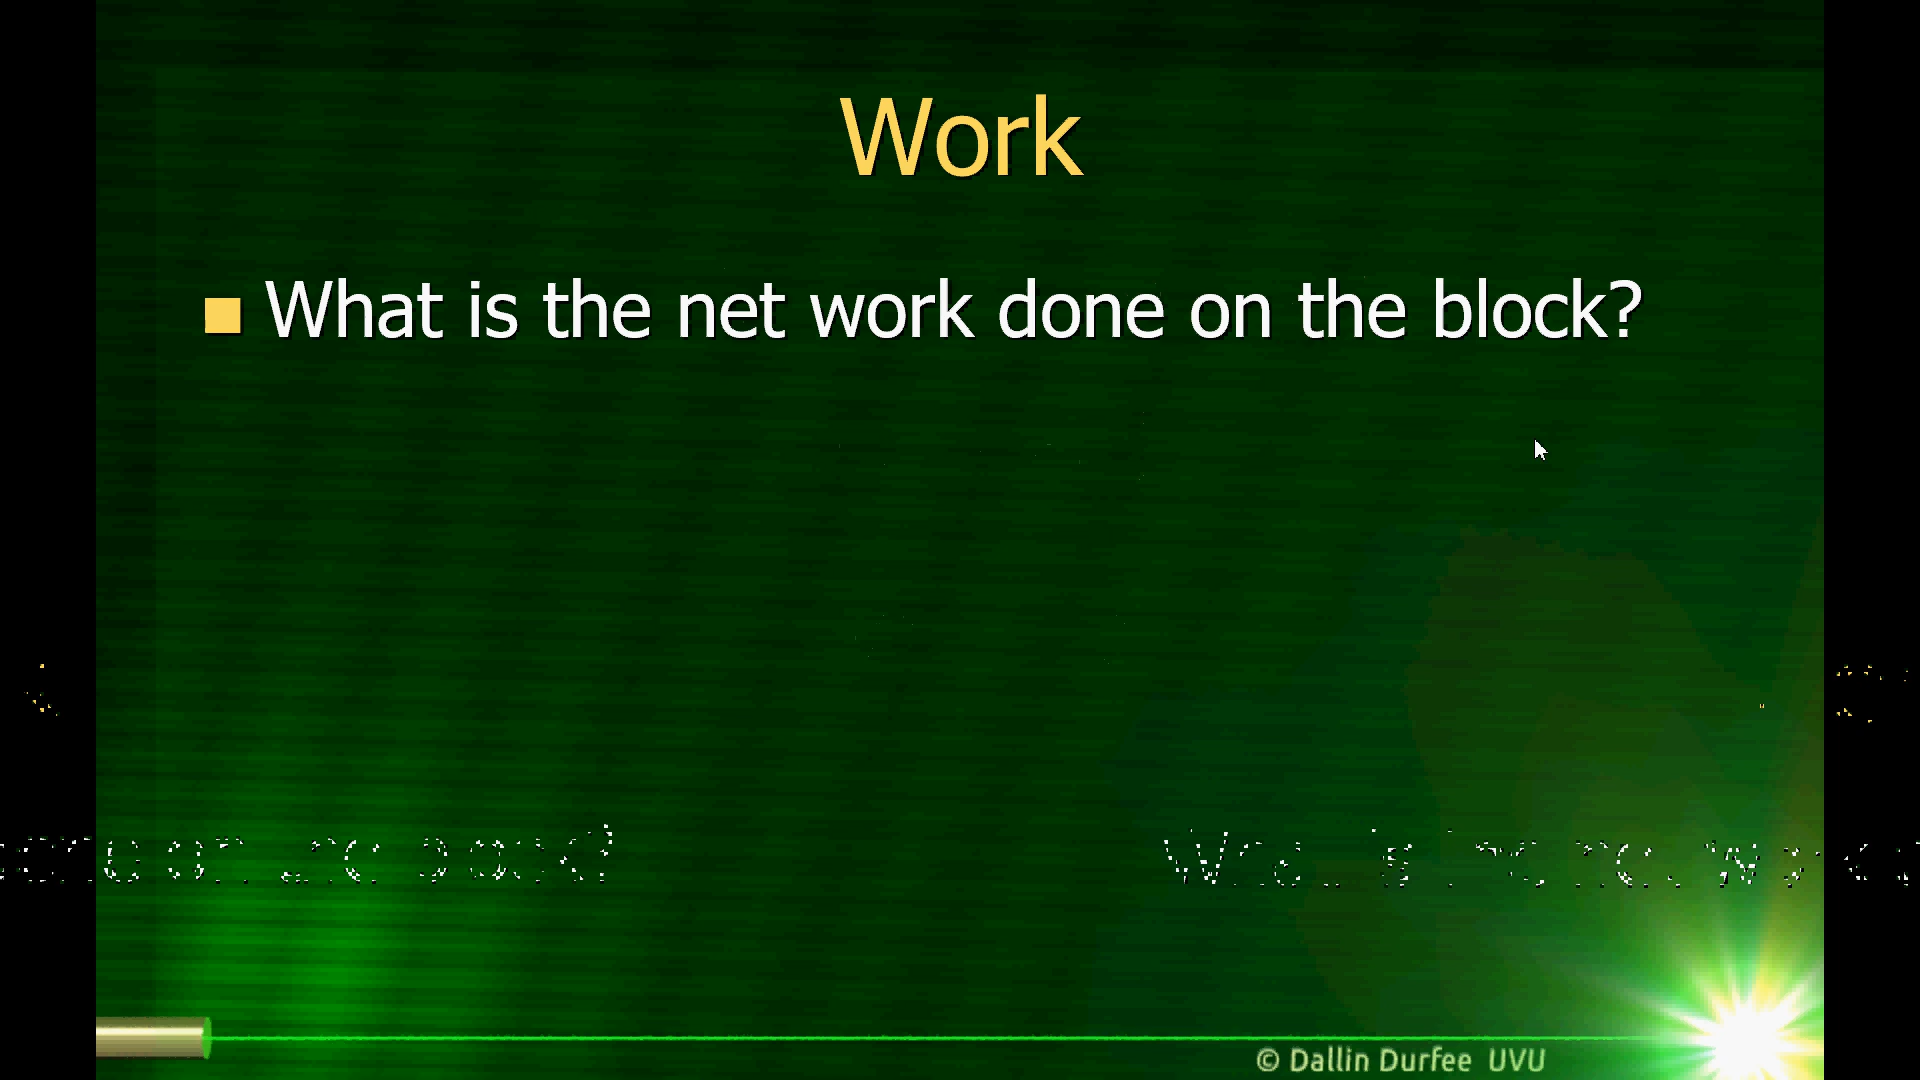 Work
What is the net work done on the block?
© Dallin Durfee UVU